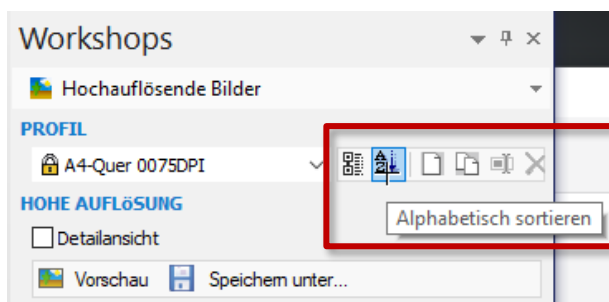 Workshops
Hochauflösende Bilder
PROFIL
A4-Quer 0075DPI
HOHE AUFLöSUNG
Alphabetisch sortieren
Detailansicht
Vorschau Speichern unter...